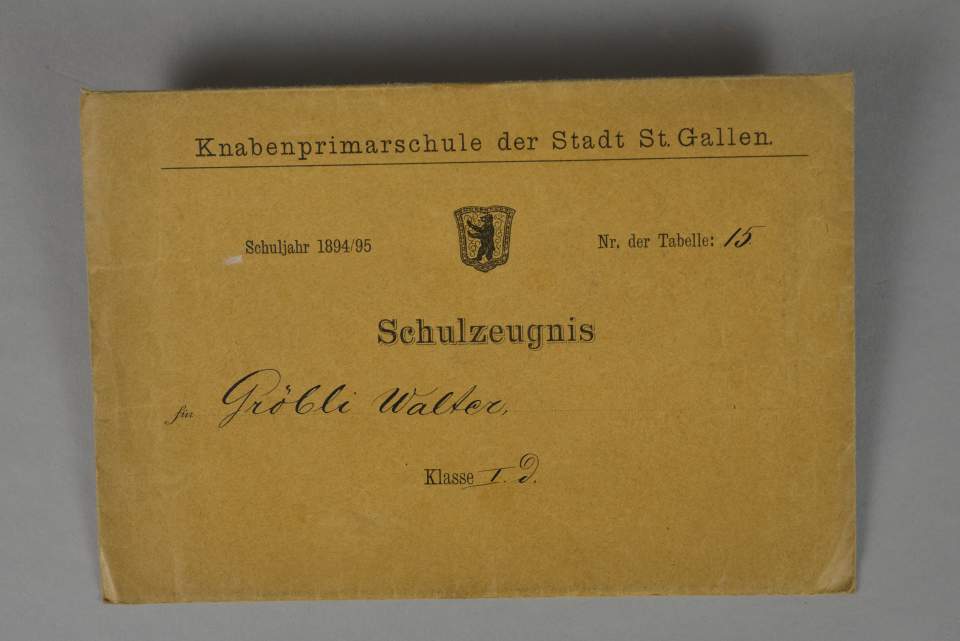 Knabenprimarschule der Stadt St. Gallen.
Schuljahr 1894/95
Nr. der Tabelle: 15.
Schulzeugnis
für Gröbli Walter,
Klasse I. d.